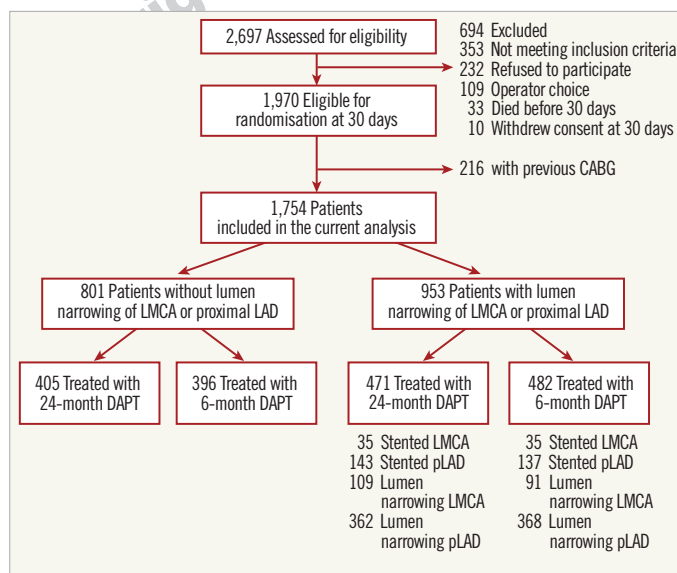 2,697 Assessed for eligibility
694 Excluded
353 Not meeting inclusion criteria
232 Refused to participate
109 Operator choice
33 Died before 30 days
10 Withdrew consent at 30 days
1,970 Eligible for
randomisation at 30 days
216 with previous CABG
1,754 Patients
included in the current analysis
801 Patients without lumen
narrowing of LMCA or proximal LAD
953 Patients with lumen
narrowing of LMCA or proximal LAD
405 Treated with
24-month DAPT
396 Treated with
6-month DAPT
471 Treated with
24-month DAPT
482 Treated with
6-month DAPT
35 Stented LMCA
143 Stented pLAD
109 Lumen
narrowing LMCA
362 Lumen
narrowing pLAD
35 Stented LMCA
137 Stented pLAD
91 Lumen
narrowing LMCA
368 Lumen
narrowing pLAD